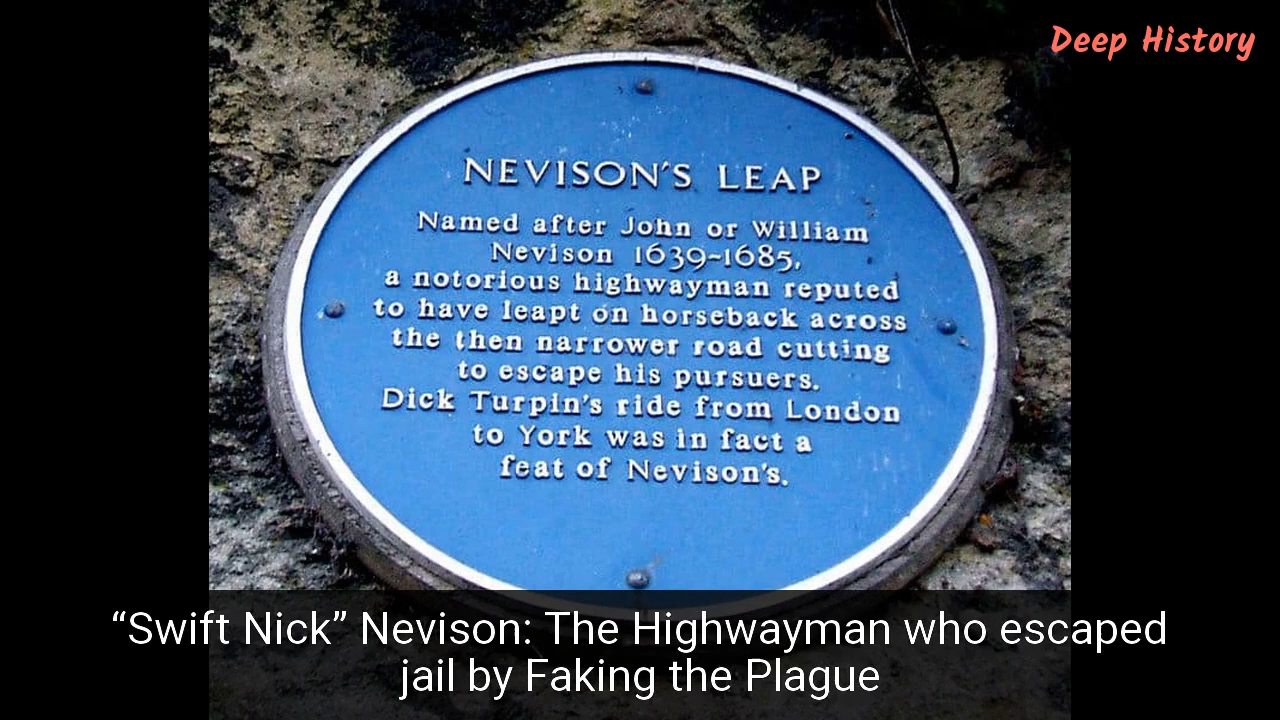 Deep History
NEVISON'S LEAP
Named after John or William
Nevison 1639-1685,
a notorious highwayman reputed
to have leapt on horseback across
the then narrower road cutting
to escape his pursuers.
Dick Turpin's ride from London
to York was in fact a
feat of Nevison's.
“Swift Nick” Nevison: The Highwayman who escaped
jail by Faking the Plague